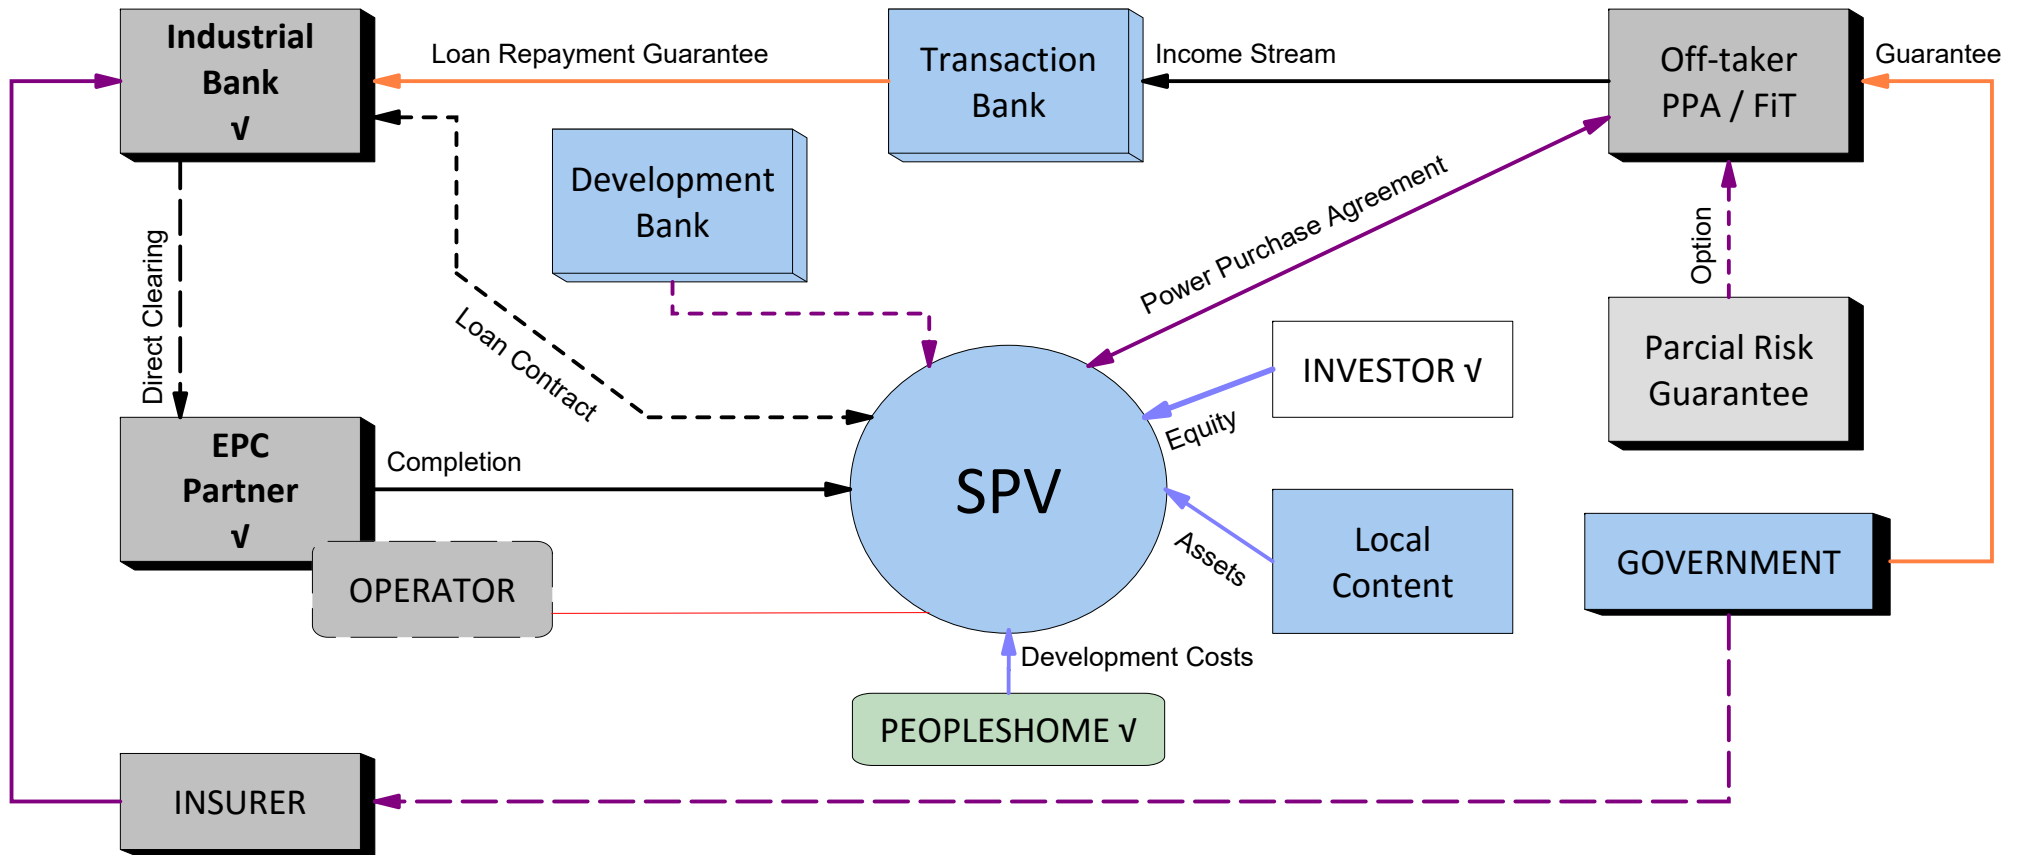 Industrial
Bank
√
Loan Repayment Guarantee
Transaction
Bank
Income Stream
Off-taker
PPA / FiT
Guarantee
Development
Bank
Direct Clearing
Loan Contract
Power Purchase Agreement
Option
Parcial Risk
Guarantee
INVESTOR √
Equity
EPC
Partner
√
Completion
SPV
Assets
Local
Content
GOVERNMENT
OPERATOR
Development Costs
PEOPLESHOME √
INSURER